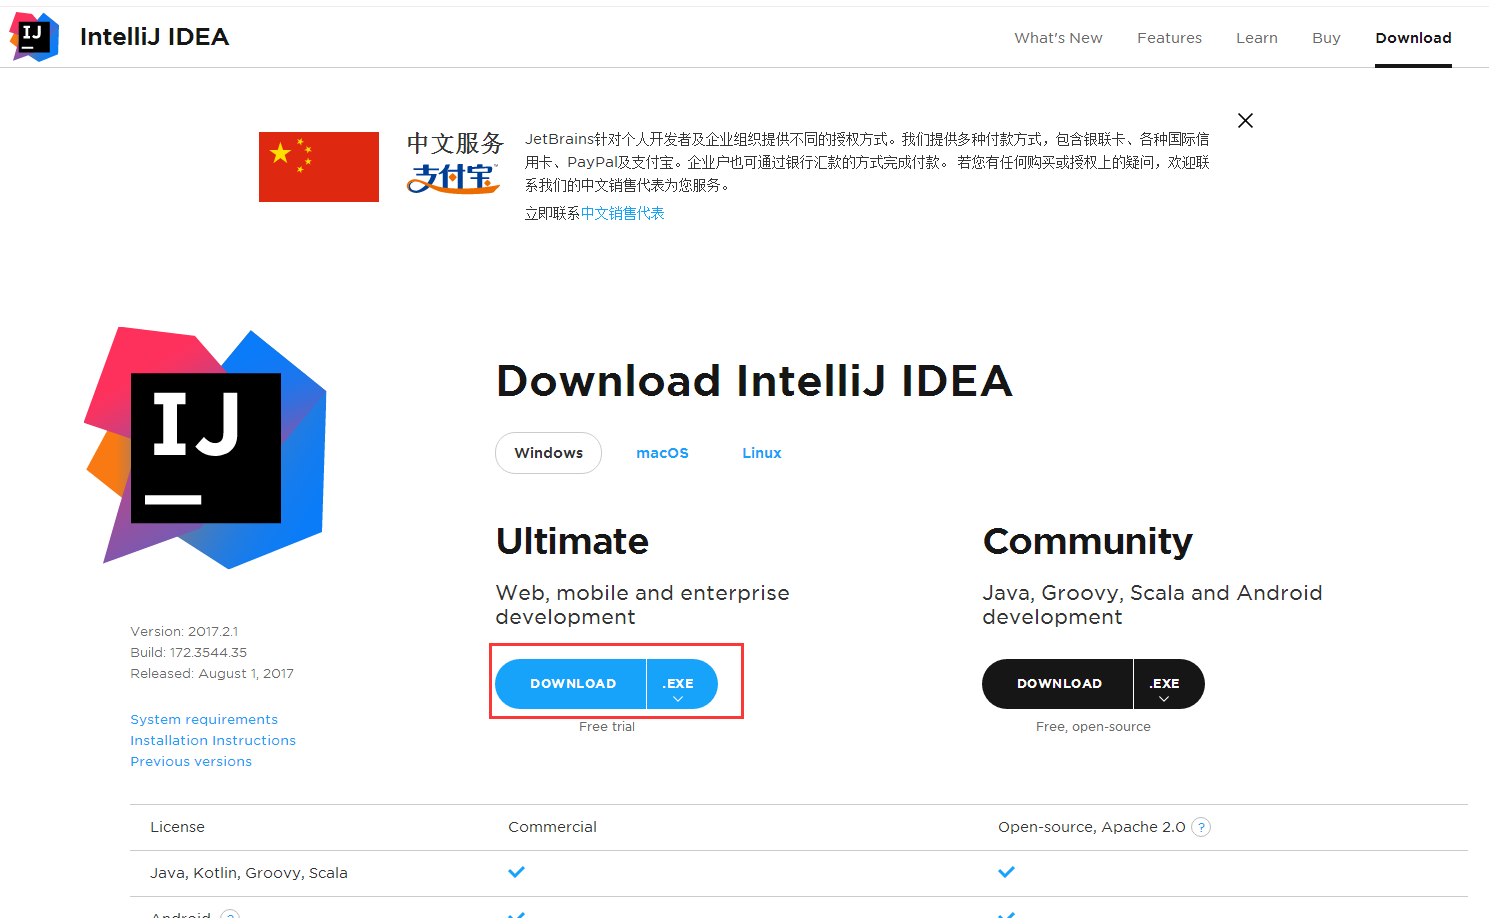 IJ
IntelliJ IDEA
What's New
Features
Learn
Buy
Download
中文服务
支付宝
JetBrains针对个人开发者及企业组织提供不同的授权方式。我们提供多种付款方式，包含银联卡、各种国际信
用卡、PayPal及支付宝。企业户也可通过银行汇款的方式完成付款。 若您有任何购买或授权上的疑问，欢迎联
系我们的中文销售代表为您服务。
立即联系中文销售代表
IJ
Download IntelliJ IDEA
Windows
macOS
Linux
Ultimate
Web, mobile and enterprise
development
DOWNLOAD
.EXE
Free trial
Community
Java, Groovy, Scala and Android
development
DOWNLOAD
.EXE
Free, open-source
Version: 2017.2.1
Build: 172.3544.35
Released: August 1, 2017
System requirements
Installation Instructions
Previous versions
License
Commercial
Open-source, Apache 2.0 ?
Java, Kotlin, Groovy, Scala
Android ?